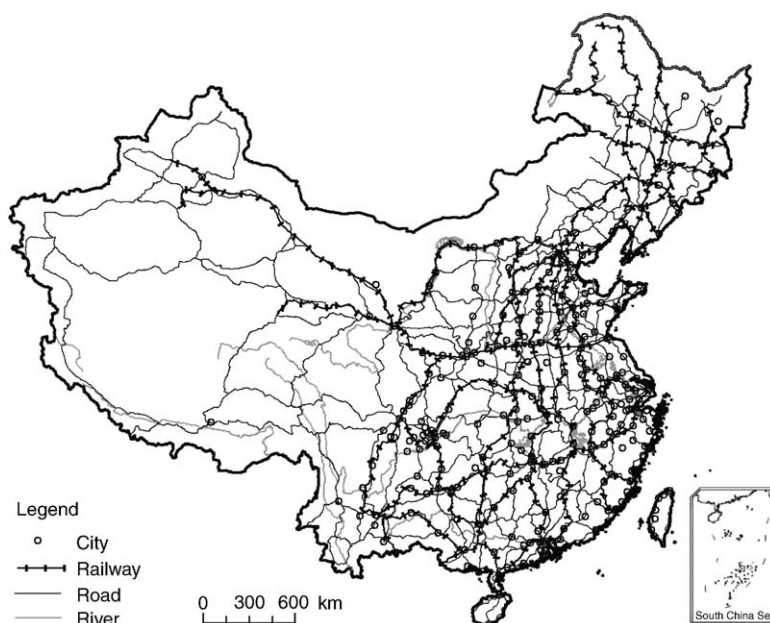 Legend
City
Railway
Road
River
0 300 600 km
South China Se